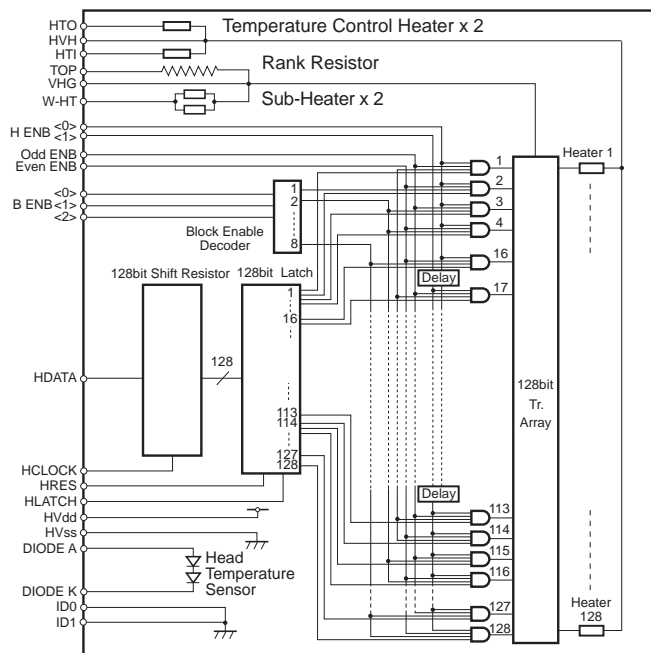 HTO
Temperature Control Heater x 2
HVH
HTI
TOP
Rank Resistor
VHG
W-HT
Sub-Heater x 2
H ENB <0>
<1>
Odd ENB
Even ENB
Heater 1
1
2
3
4
16
17
<0>
B ENB <1>
<2>
1
2
8
Block Enable
Decoder
Delay
128bit Shift Resistor
128bit Latch
1
16
HDATA
128
128bit
Tr.
Array
113
114
127
128
HCLOCK
HRES
HLATCH
Delay
HVdd
HVss
DIODE A
Head
Temperature
Sensor
DIODE K
ID0
ID1
113
114
115
116
127
128
Heater
128